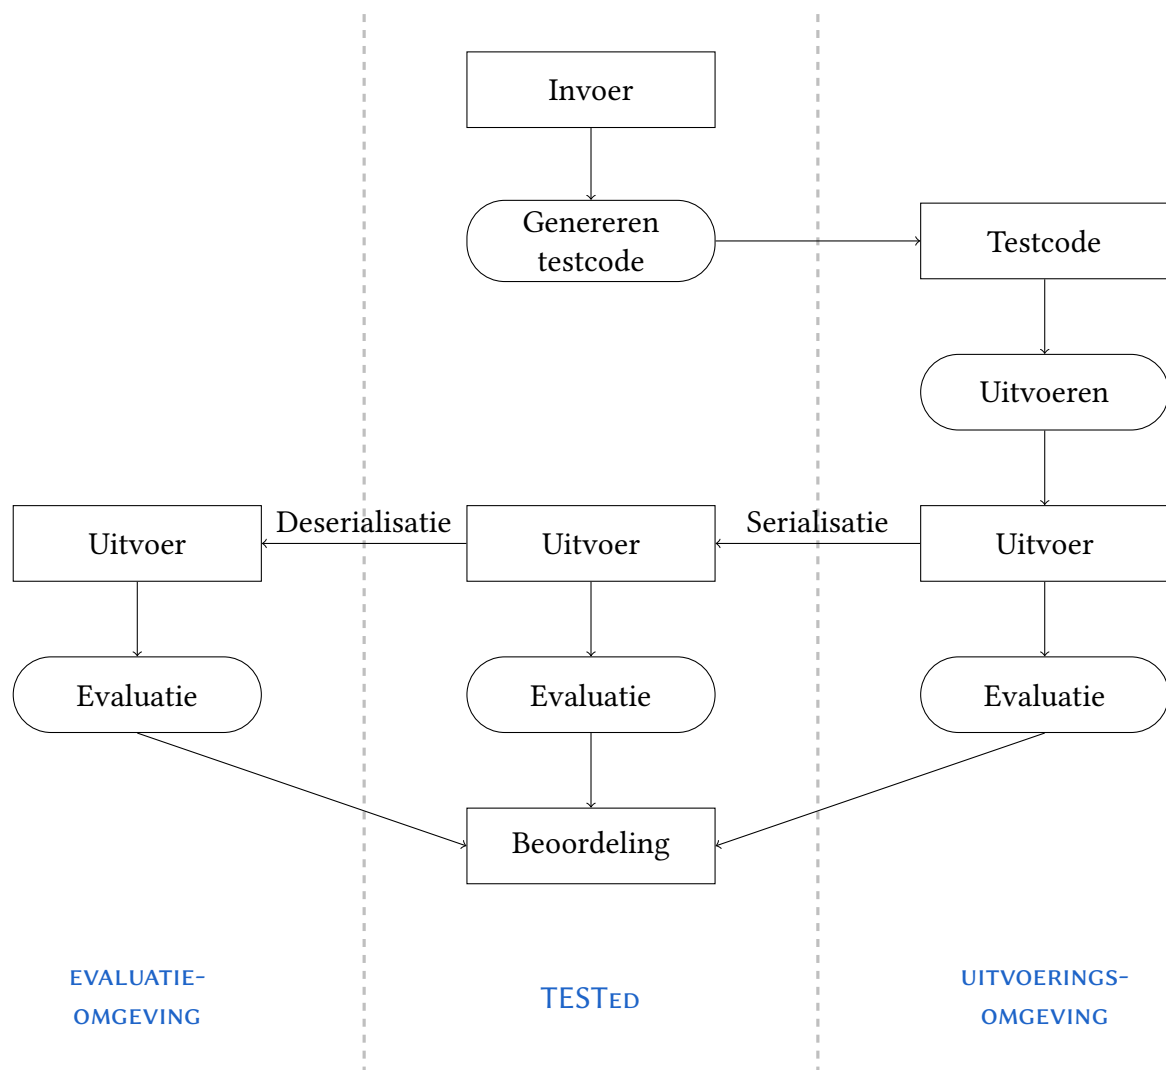 Invoer
Genereren
testcode
Testcode
Uitvoeren
Deserialisatie
Serialisatie
Uitvoer
Uitvoer
Uitvoer
Evaluatie
Evaluatie
Evaluatie
Beoordeling
EVALUATIE-
OMGEVING
TESTED
UITVOERINGS-
OMGEVING